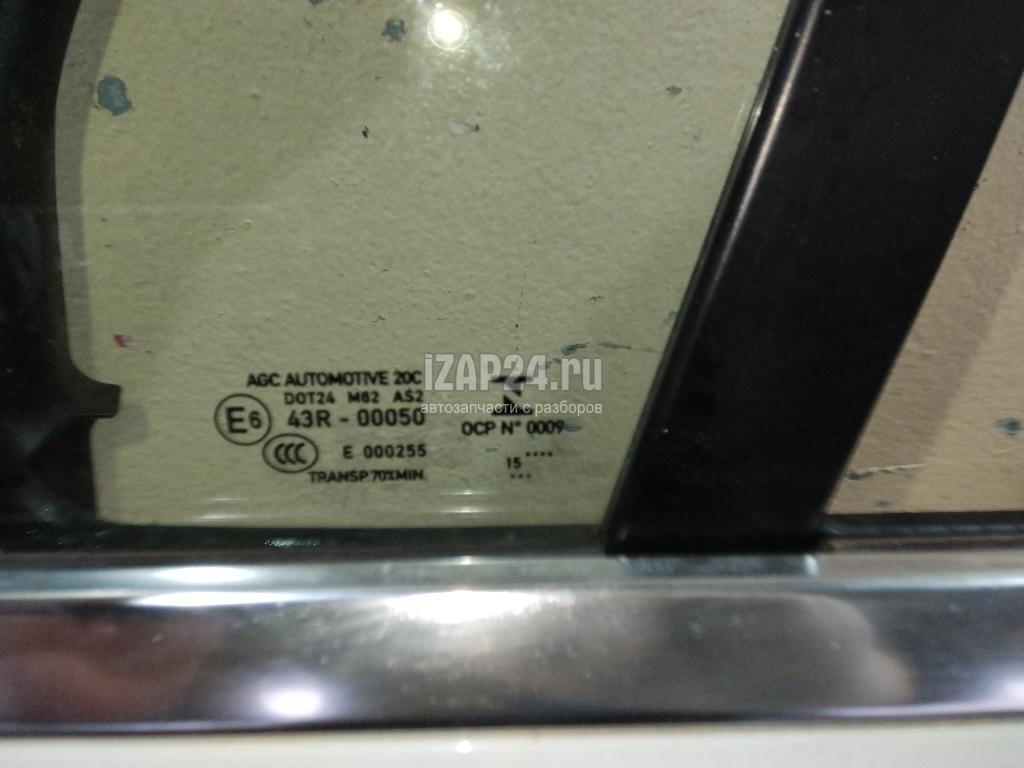 iZAP24.ru
автозапчасти с разборов
AGC AUTOMOTIVE 20C
DOT24 M62 AS2
E6 43R - 00050
OCP N° 0009
CCC E 000255
15
TRANSP. 70% MIN.